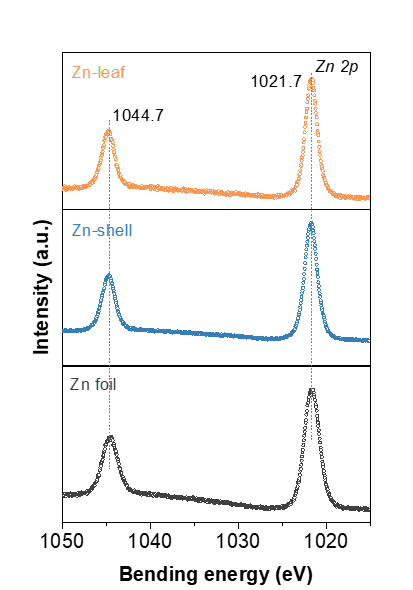 Zn-leaf
Zn 2p
1021.7
1044.7
Zn-shell
Zn foil
Intensity (a.u.)
1050 1040 1030 1020
Bending energy (eV)